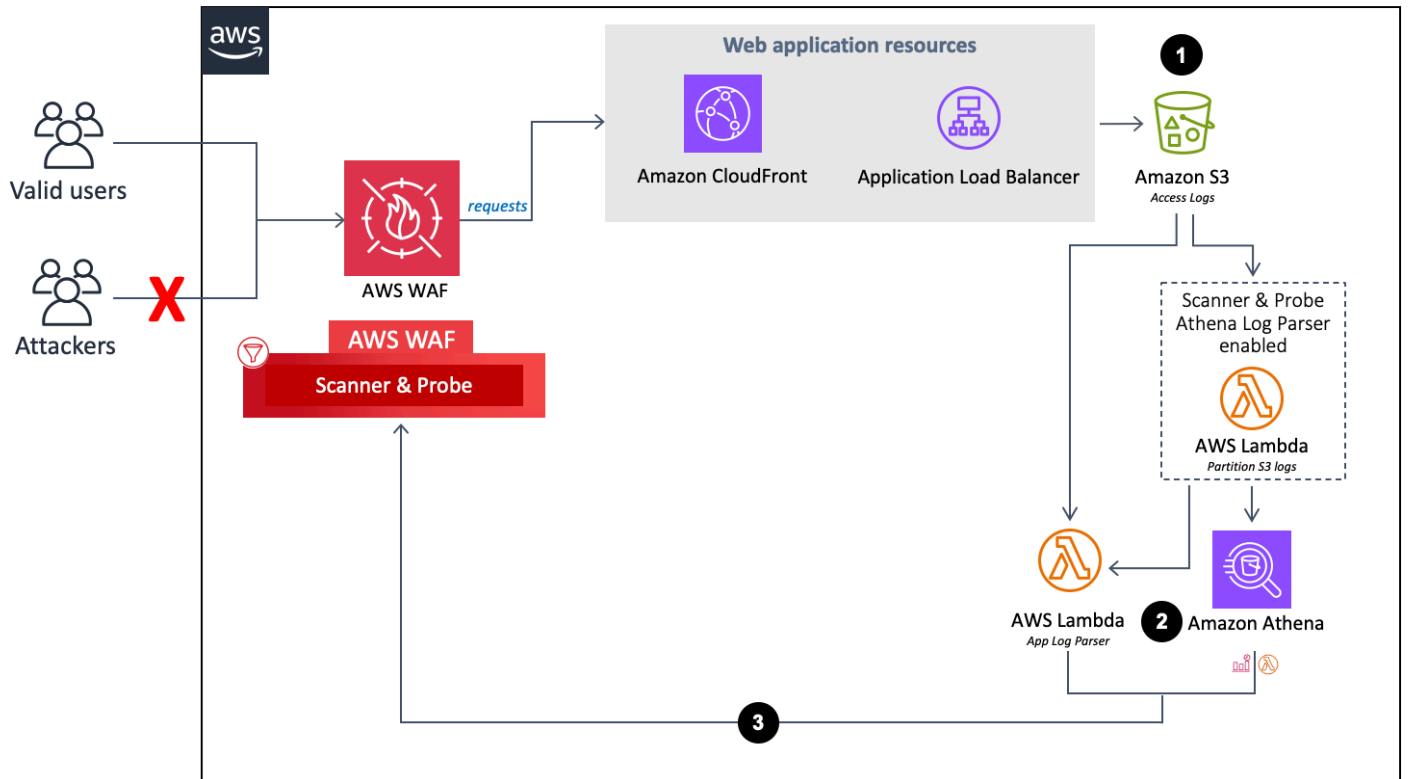 aws
Web application resources
1
Valid users
Amazon CloudFront
Application Load Balancer
Amazon S3
Access Logs
requests
AWS WAF
Attackers
X
AWS WAF
Scanner & Probe
Scanner & Probe
Athena Log Parser
enabled
AWS Lambda
Partition S3 logs
AWS Lambda
App Log Parser
2
Amazon Athena
3